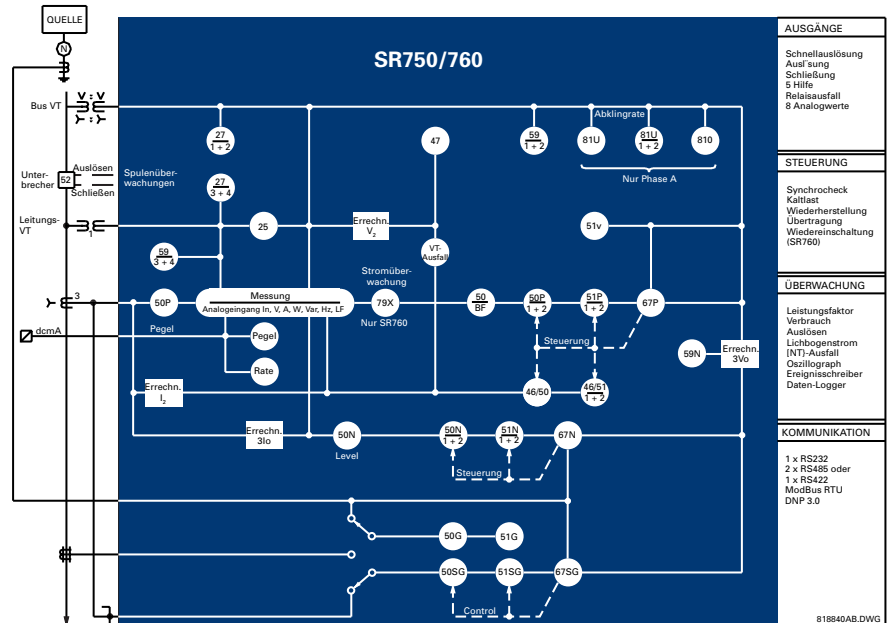 QUELLE
N
SR750/760
Bus VT
V : V
Y : Y
27
1 + 2
47
59
1 + 2
Abklingrate
81U
81U
1 + 2
810
Nur Phase A
Unter-
brecher
52
Auslösen
Schließen
Spulenüber-
wachungen
27
3 + 4
Leitungs-
VT
1
25
Errechn.
V2
51v
VT-
Ausfall
59
3 + 4
3
50P
Pegel
Messung
Analogeingang In, V, A, W, Var, Hz, LF
Stromüber-
wachung
79X
Nur SR760
50
BF
50P
1 + 2
51P
1 + 2
67P
dcmA
Pegel
Rate
Steuerung
59N
Errechn.
3Vo
Errechn.
I2
46/50
46/51
1 + 2
Errechn.
3Io
50N
Level
50N
1 + 2
51N
1 + 2
67N
Steuerung
50G
51G
50SG
51SG
67SG
Control
AUSGÄNGE
Schnellauslösung
Ausl¨sung
Schließung
5 Hilfe
Relaisausfall
8 Analogwerte
STEUERUNG
Synchrocheck
Kaltlast
Wiederherstellung
Übertragung
Wiedereinschaltung
(SR760)
ÜBERWACHUNG
Leistungsfaktor
Verbrauch
Auslösen
Lichbogenstrom
[NT)-Ausfall
Oszillograph
Ereignisschreiber
Daten-Logger
KOMMUNIKATION
1 x RS232
2 x RS485 oder
1 x RS422
ModBus RTU
DNP 3.0
818840AB.DWG